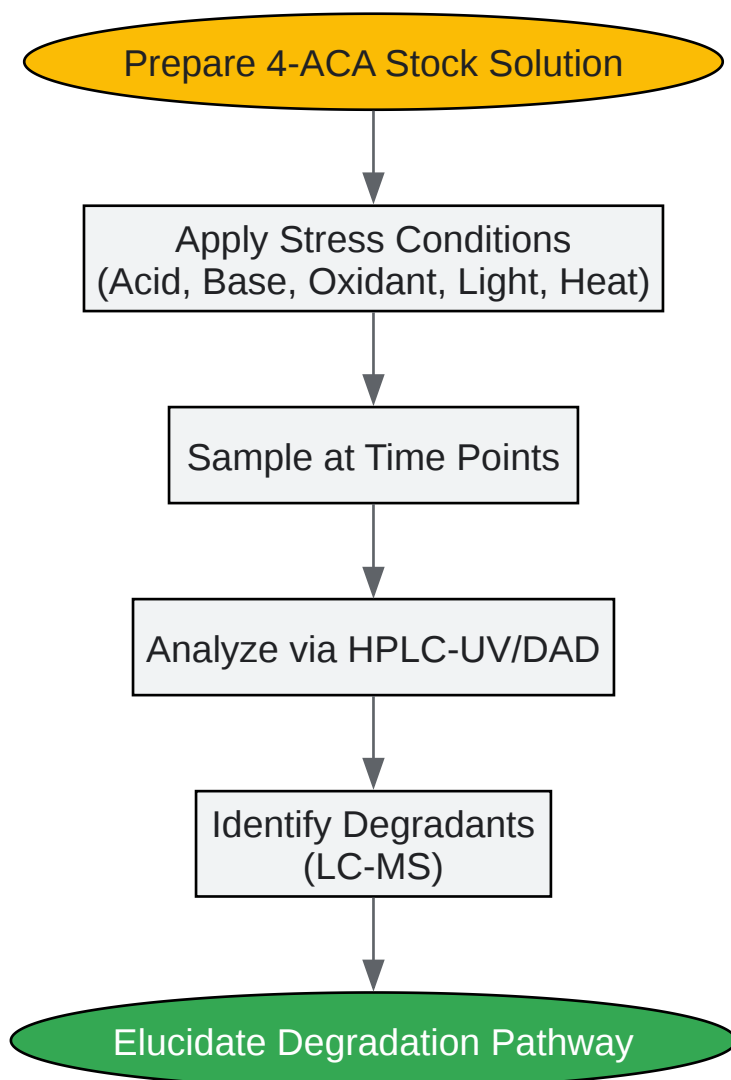 Prepare 4-ACA Stock Solution
Apply Stress Conditions
(Acid, Base, Oxidant, Light, Heat)
Sample at Time Points
Analyze via HPLC-UV/DAD
Identify Degradants
(LC-MS)
Elucidate Degradation Pathway